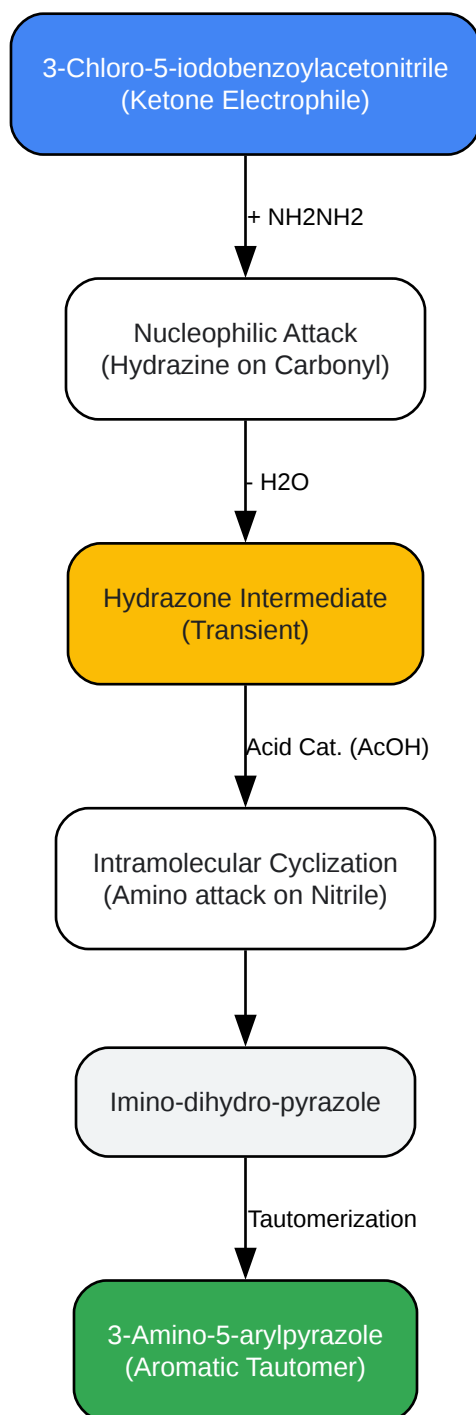 3-Chloro-5-iodobenzoylacetonitrile
(Ketone Electrophile)
+ NH2NH2
Nucleophilic Attack
(Hydrazine on Carbonyl)
- H2O
Hydrazone Intermediate
(Transient)
Acid Cat. (AcOH)
Intramolecular Cyclization
(Amino attack on Nitrile)
Imino-dihydro-pyrazole
Tautomerization
3-Amino-5-arylpyrazole
(Aromatic Tautomer)